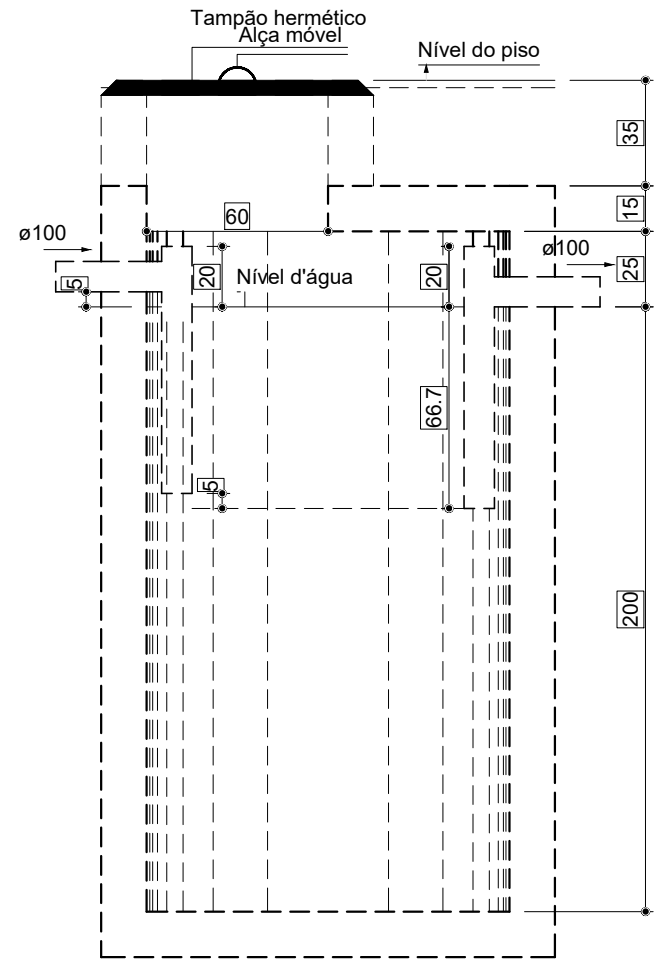 Tampão hermético
Alça móvel
Nível do piso
35
15
60
ø100
ø100
25
5
20
Nível d'água
20
66.7
5
200